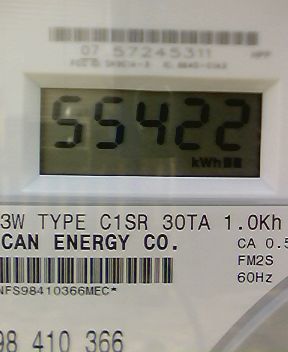 07 57245311
55422
kWh
3W TYPE C1SR 30TA 1.0Kh
CAN ENERGY CO.
CA 0.5
FM2S
60Hz
NFS98410366MEC*
98 410 366